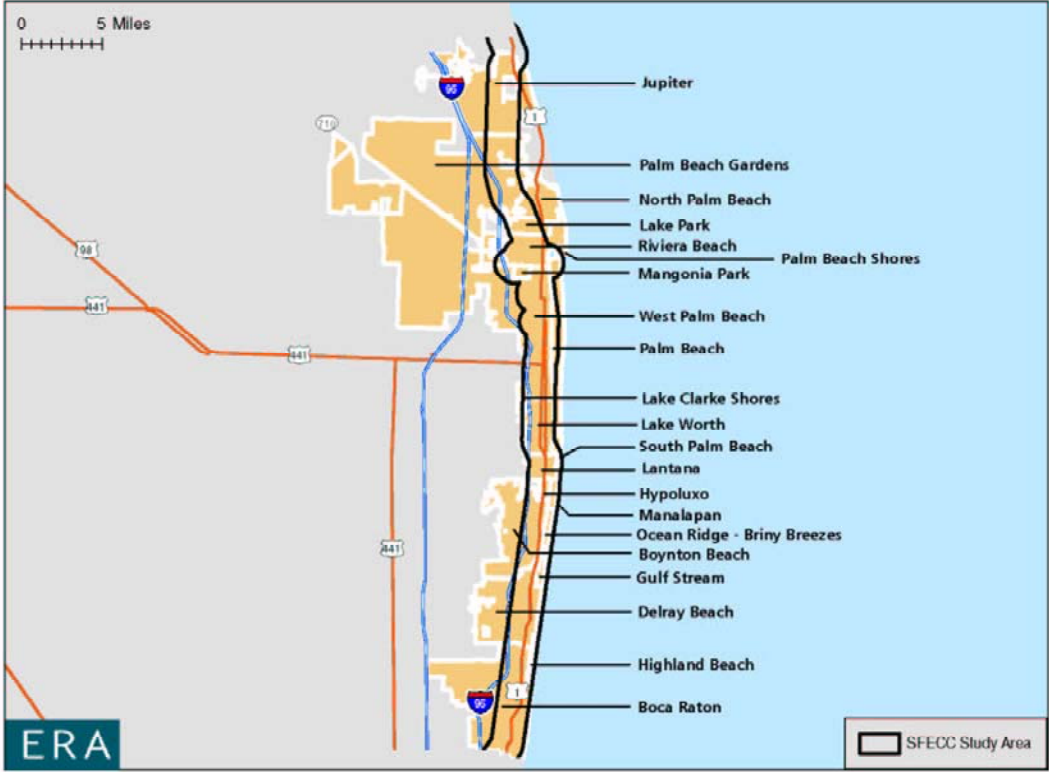 0 5 Miles
95
1
710
Jupiter
Palm Beach Gardens
North Palm Beach
Lake Park
Riviera Beach
Palm Beach Shores
Mangonia Park
98
441
West Palm Beach
441
Palm Beach
Lake Clarke Shores
Lake Worth
South Palm Beach
Lantana
Hypoluxo
Manalapan
Ocean Ridge - Briny Breezes
441
Boynton Beach
Gulf Stream
Delray Beach
Highland Beach
1
95
Boca Raton
ERA
SFECC Study Area